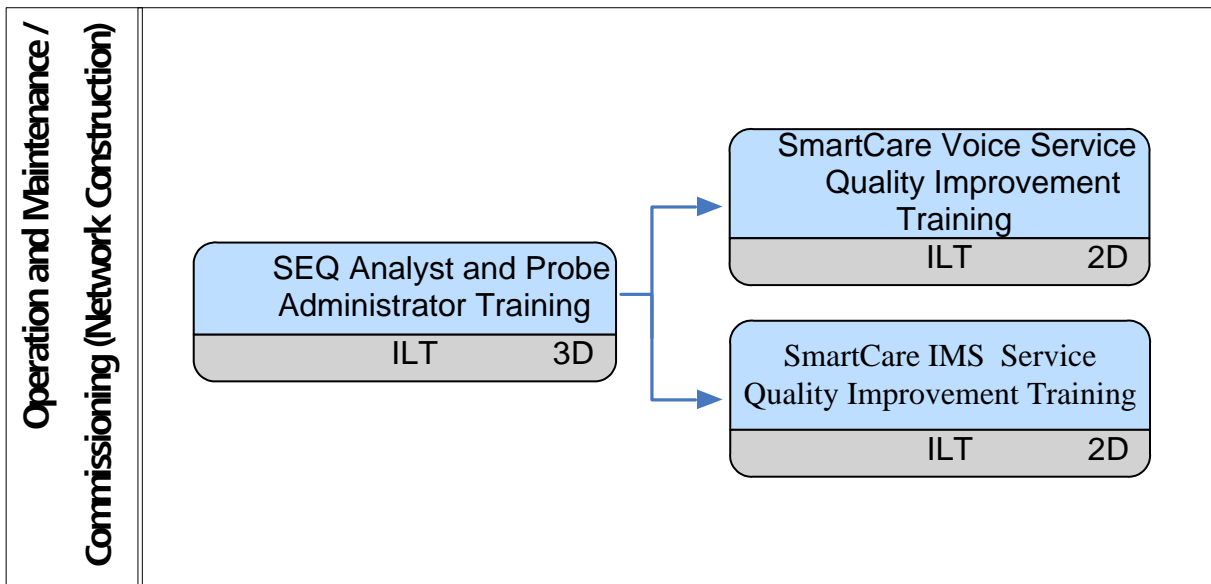 Operation and Maintenance /
Commissioning (Network Construction)
SEQ Analyst and Probe
Administrator Training
ILT 3D
SmartCare Voice Service
Quality Improvement
Training
ILT 2D
SmartCare IMS Service
Quality Improvement Training
ILT 2D